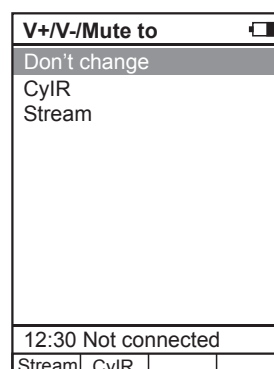 V+/V-/Mute to
Don't change
CyIR
Stream
12:30 Not connected
Stream CyIR